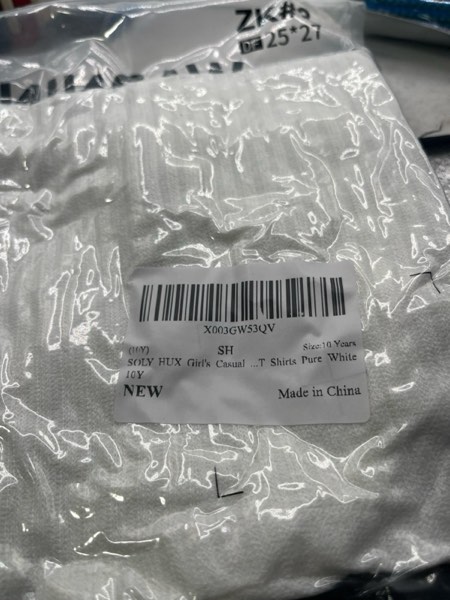 ZK#
DF 25*27
X003GW53QV
(10Y) SH Size:10 Years
SOLY HUX Girl's Casual ...T Shirts Pure White
10Y
NEW Made in China